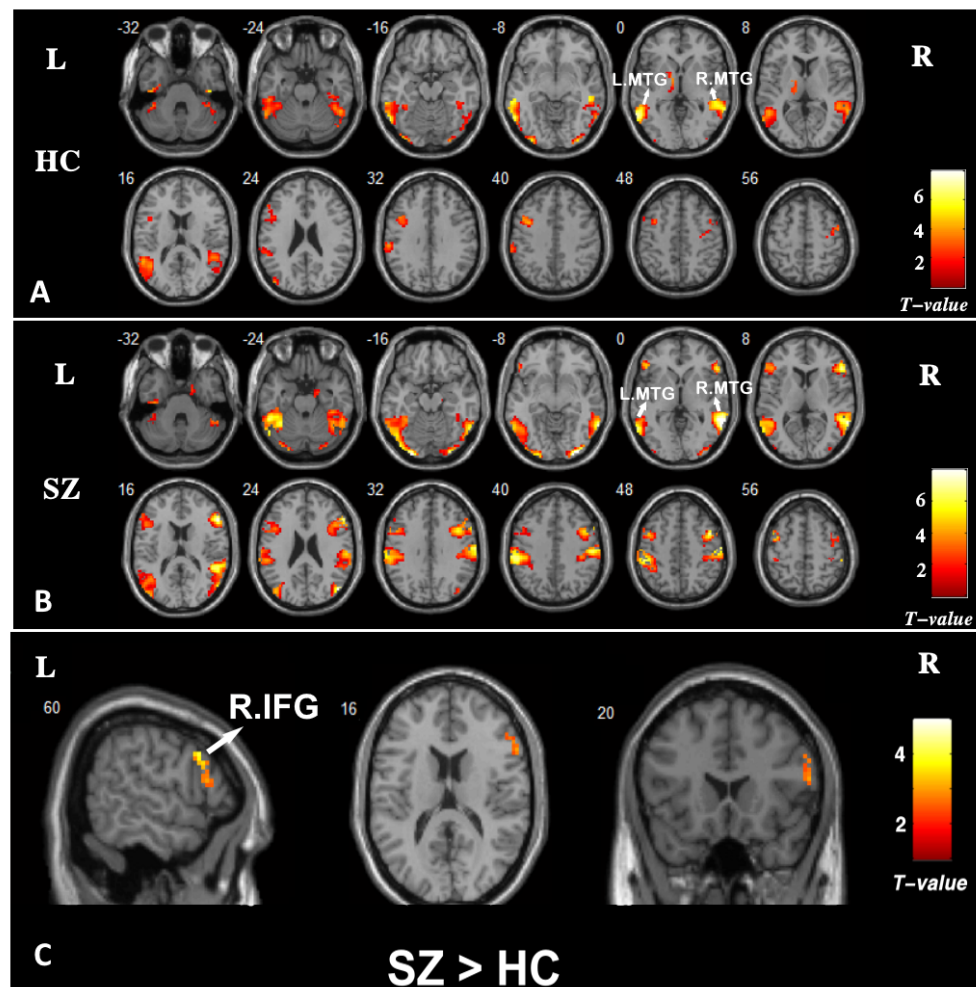 -32 -24 -16 -8 0 8
L R
L.MTG R.MTG
HC
16 24 32 40 48 56
6
4
2
A T-value
-32 -24 -16 -8 0 8
L R
L.MTG R.MTG
SZ
16 24 32 40 48 56
6
4
2
B T-value
L R
60 16 20
R.IFG
4
2
T-value
C SZ > HC